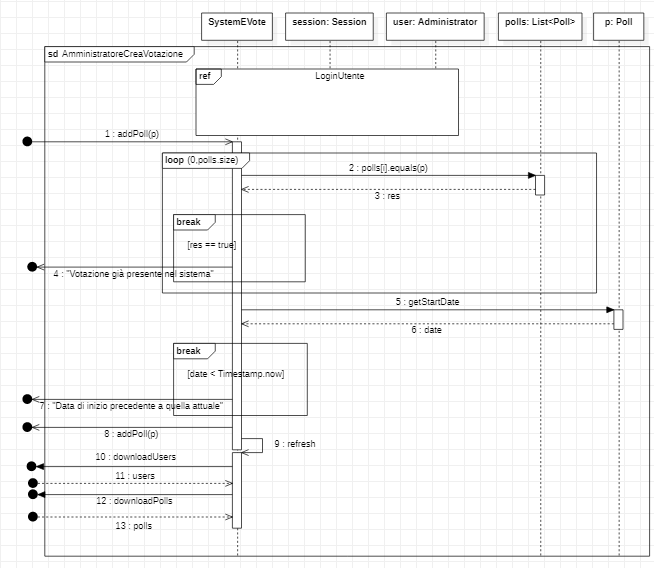 SystemEVote
session: Session
user: Administrator
polls: List<Poll>
p: Poll
sd AmministratoreCreaVotazione
ref
LoginUtente
1 : addPoll(p)
loop (0,polls.size)
2 : polls[i].equals(p)
3 : res
break
[res == true]
4 : "Votazione già presente nel sistema"
5 : getStartDate
6 : date
break
[date < Timestamp.now]
7 : "Data di inizio precedente a quella attuale"
8 : addPoll(p)
9 : refresh
10 : downloadUsers
11 : users
12 : downloadPolls
13 : polls